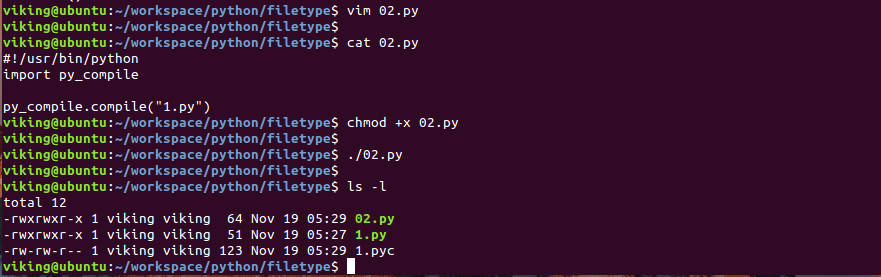 viking@ubuntu:~/workspace/python/filetype$ vim 02.py
viking@ubuntu:~/workspace/python/filetype$
viking@ubuntu:~/workspace/python/filetype$ cat 02.py
#!/usr/bin/python
import py_compile

py_compile.compile("1.py")
viking@ubuntu:~/workspace/python/filetype$ chmod +x 02.py
viking@ubuntu:~/workspace/python/filetype$
viking@ubuntu:~/workspace/python/filetype$ ./02.py
viking@ubuntu:~/workspace/python/filetype$
viking@ubuntu:~/workspace/python/filetype$ ls -l
total 12
-rwxrwxr-x 1 viking viking  64 Nov 19 05:29 02.py
-rwxrwxr-x 1 viking viking  51 Nov 19 05:27 1.py
-rw-rw-r-- 1 viking viking 123 Nov 19 05:29 1.pyc
viking@ubuntu:~/workspace/python/filetype$